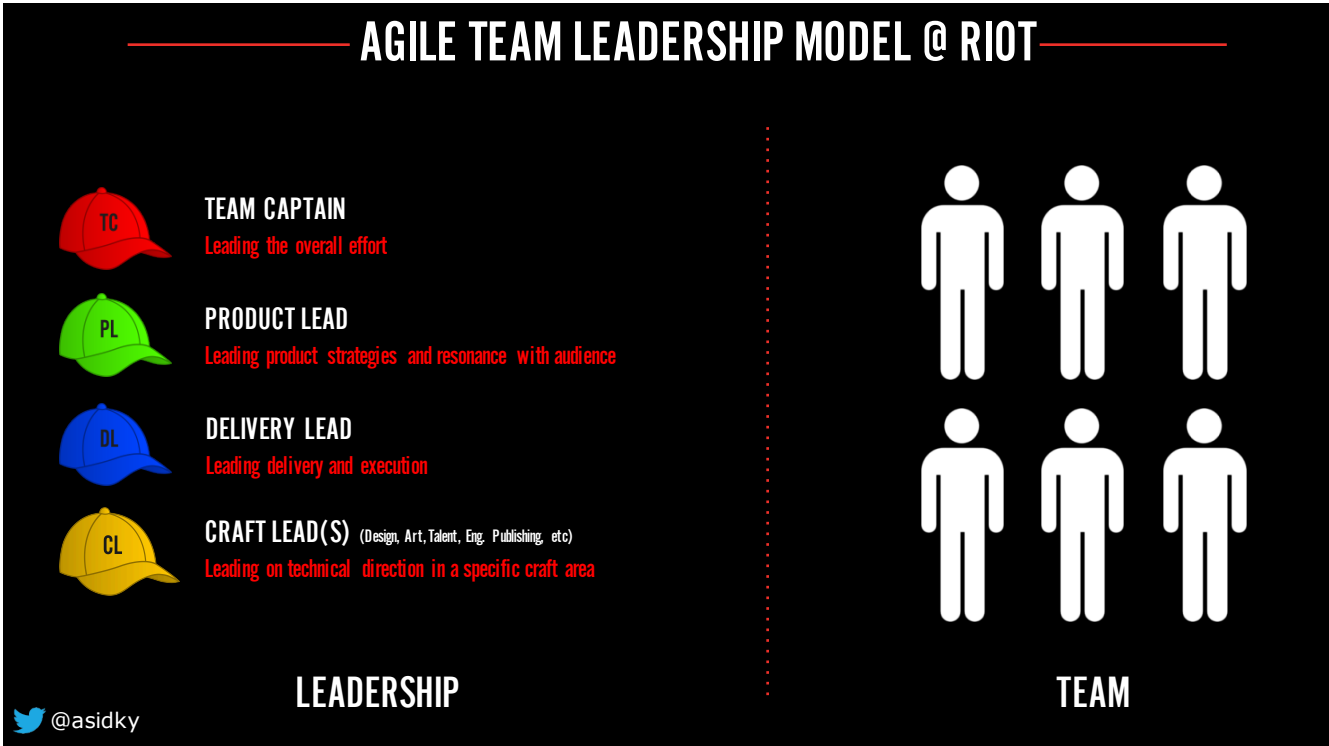 AGILE TEAM LEADERSHIP MODEL @ RIOT
TC
TEAM CAPTAIN
Leading the overall effort
PL
PRODUCT LEAD
Leading product strategies and resonance with audience
DL
DELIVERY LEAD
Leading delivery and execution
CL
CRAFT LEAD(S) (Design, Art, Talent, Eng. Publishing, etc)
Leading on technical direction in a specific craft area
LEADERSHIP
TEAM
@asidky